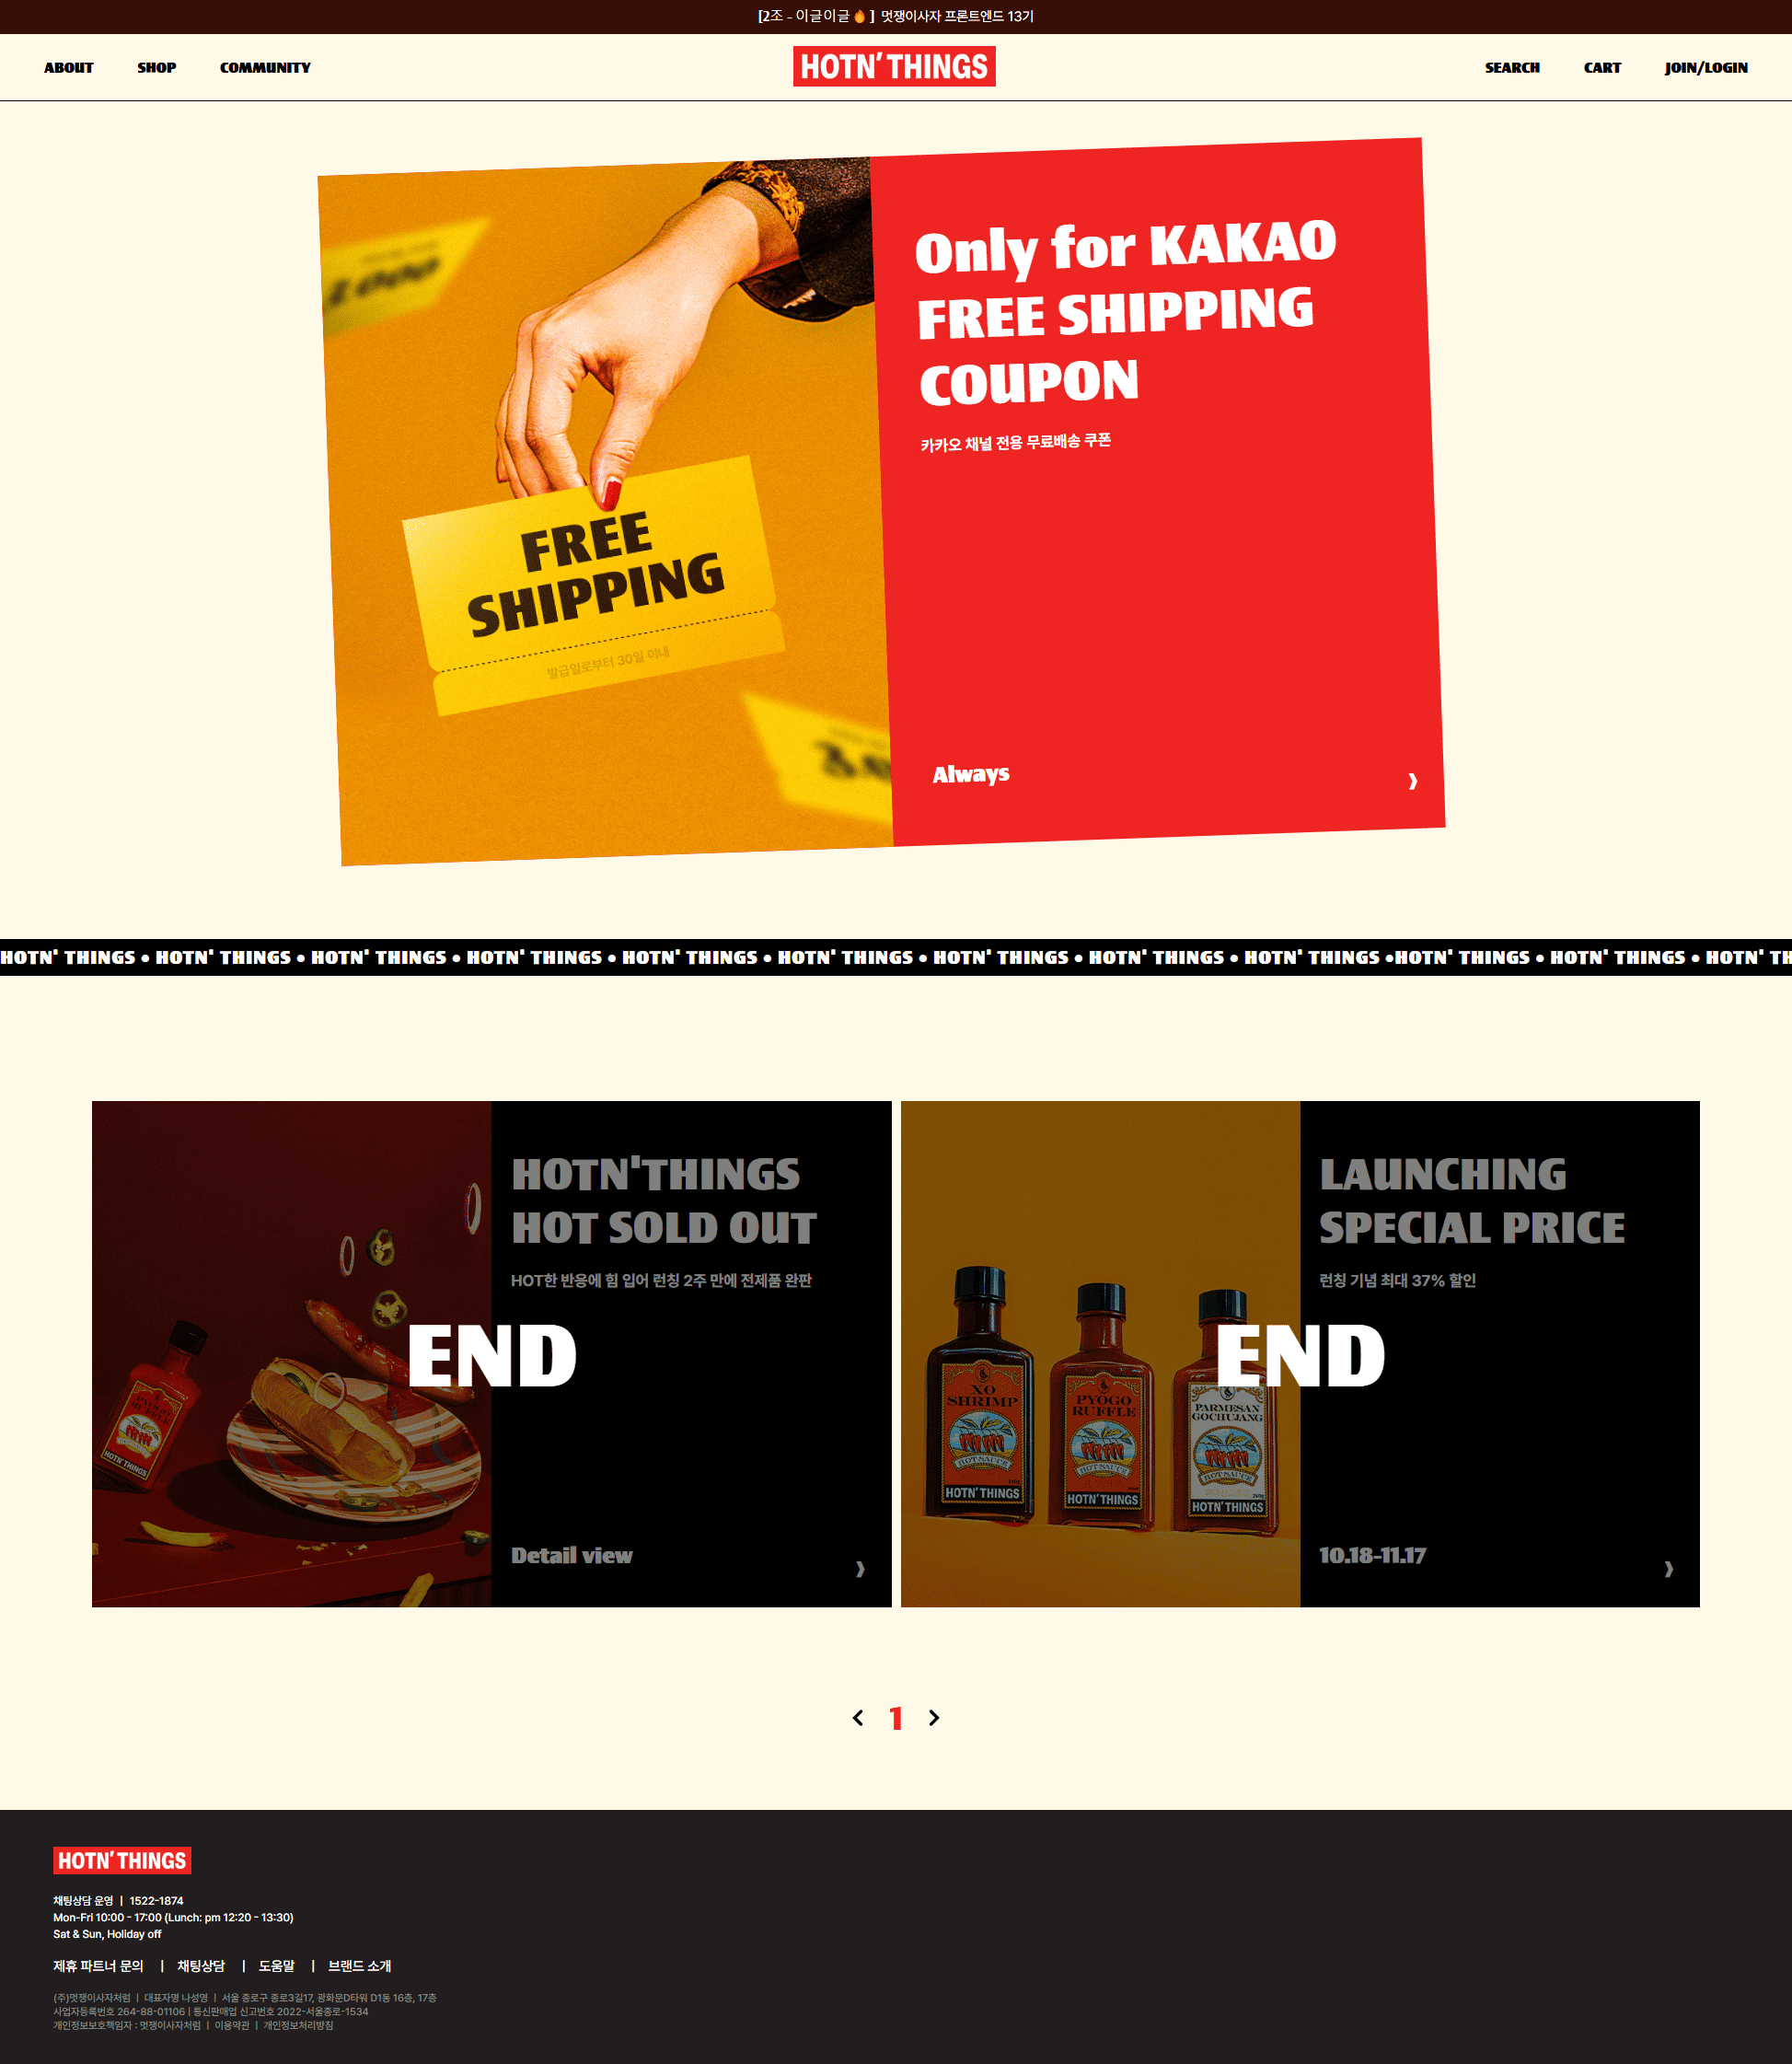 [2조 - 이글이글🔥] 멋쟁이사자 프론트엔드 13기
ABOUT SHOP COMMUNITY
HOTN' THINGS
SEARCH CART JOIN/LOGIN
Only for KAKAO
FREE SHIPPING
COUPON
카카오 채널 전용 무료배송 쿠폰
FREE
SHIPPING
발급일로부터 30일 이내
Always
HOTN' THINGS • HOTN' THINGS • HOTN' THINGS • HOTN' THINGS • HOTN' THINGS • HOTN' THINGS • HOTN' THINGS • HOTN' THINGS • HOTN' THINGS •HOTN' THINGS • HOTN' THINGS • HOTN' TH
HOTN'THINGS
HOT SOLD OUT
HOT한 반응에 힘 입어 런칭 2주 만에 전제품 완판
END
PYOGO
RUFFLE
HOTN' THINGS
Detail view
LAUNCHING
SPECIAL PRICE
런칭 기념 최대 37% 할인
END
XO
SHRIMP
HOT SAUCE
HOTN' THINGS
PYOGO
RUFFLE
HOT SAUCE
HOTN' THINGS
PARMESAN
GOCHUJANG
HOT SAUCE
HOTN' THINGS
10.18-11.17
1
HOTN' THINGS
채팅상담 운영 | 1522-1874
Mon-Fri 10:00 - 17:00 (Lunch: pm 12:20 - 13:30)
Sat & Sun, Holiday off
제휴 파트너 문의 | 채팅상담 | 도움말 | 브랜드 소개
(주)멋쟁이사자처럼 | 대표자명 나성영 | 서울 종로구 종로3길17, 광화문D타워 D1동 16층, 17층
사업자등록번호 264-88-01106 | 통신판매업 신고번호 2022-서울종로-1534
개인정보보호책임자 : 멋쟁이사자처럼 | 이용약관 | 개인정보처리방침